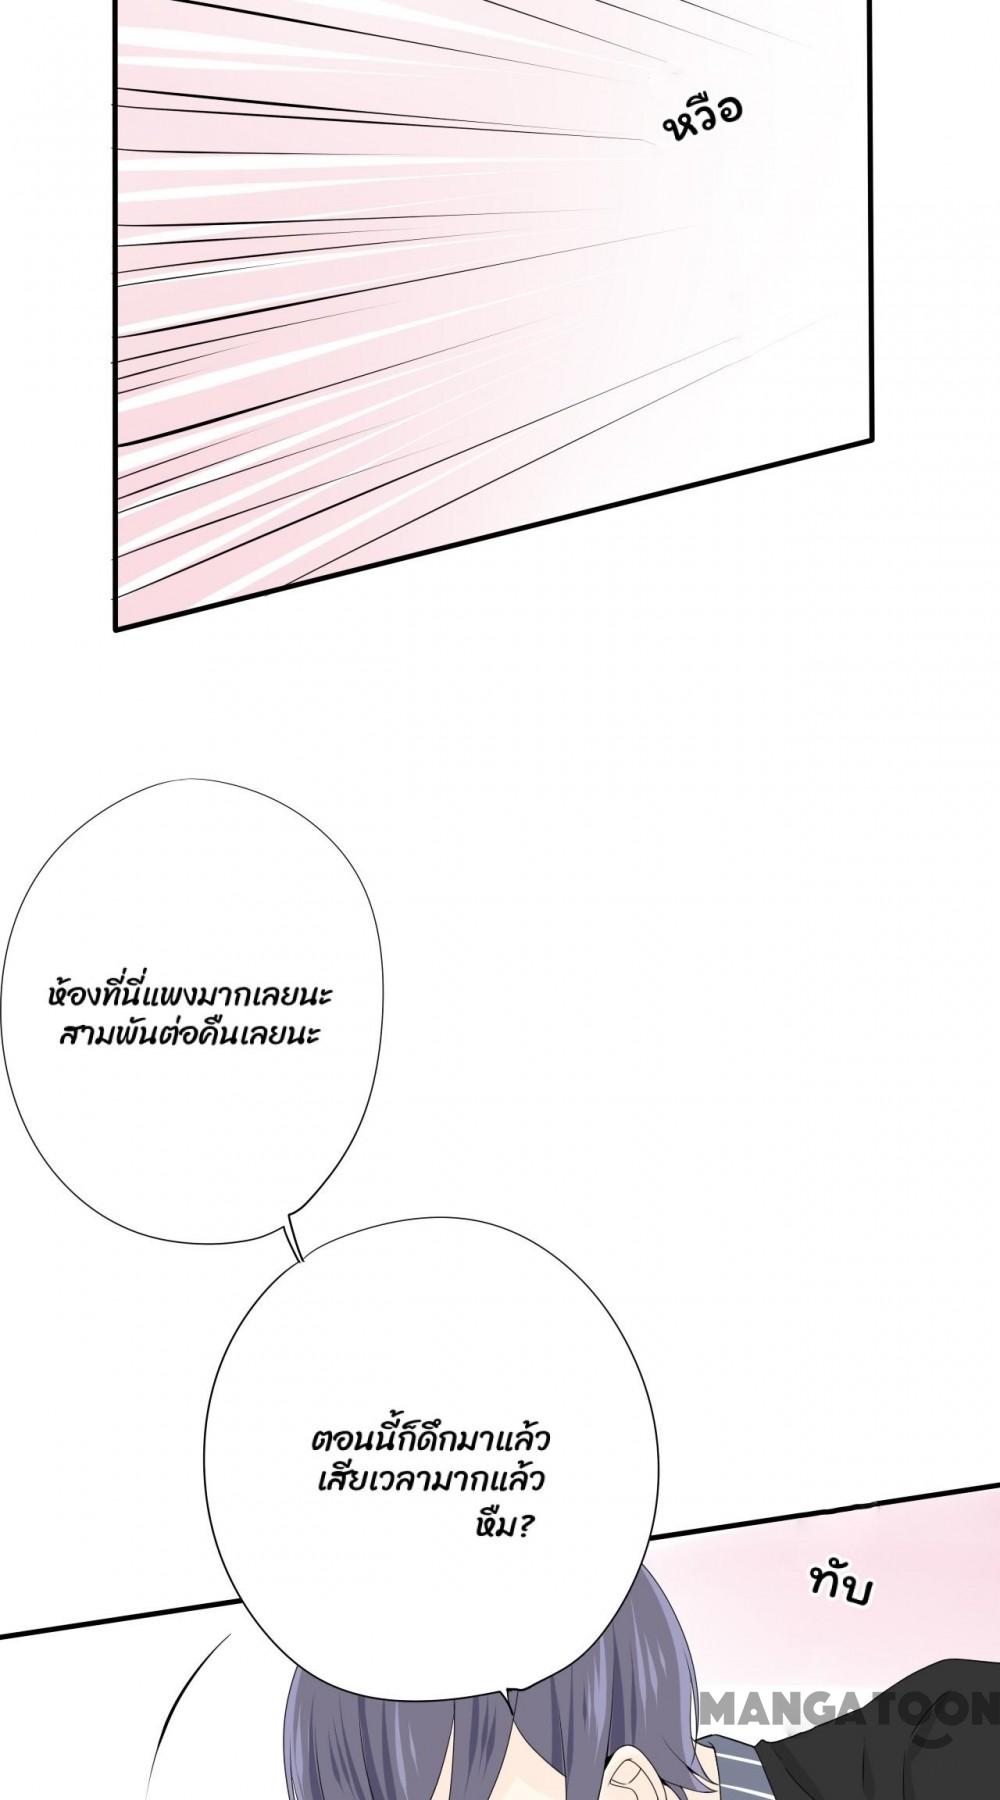 หวือ
ห้องที่นี่แพงมากเลยนะ
สามพันต่อคืนเลยนะ
ตอนนี้ก็ดึกมาแล้ว
เสียเวลามากแล้ว
หืม?
ทับ
MANGATOON